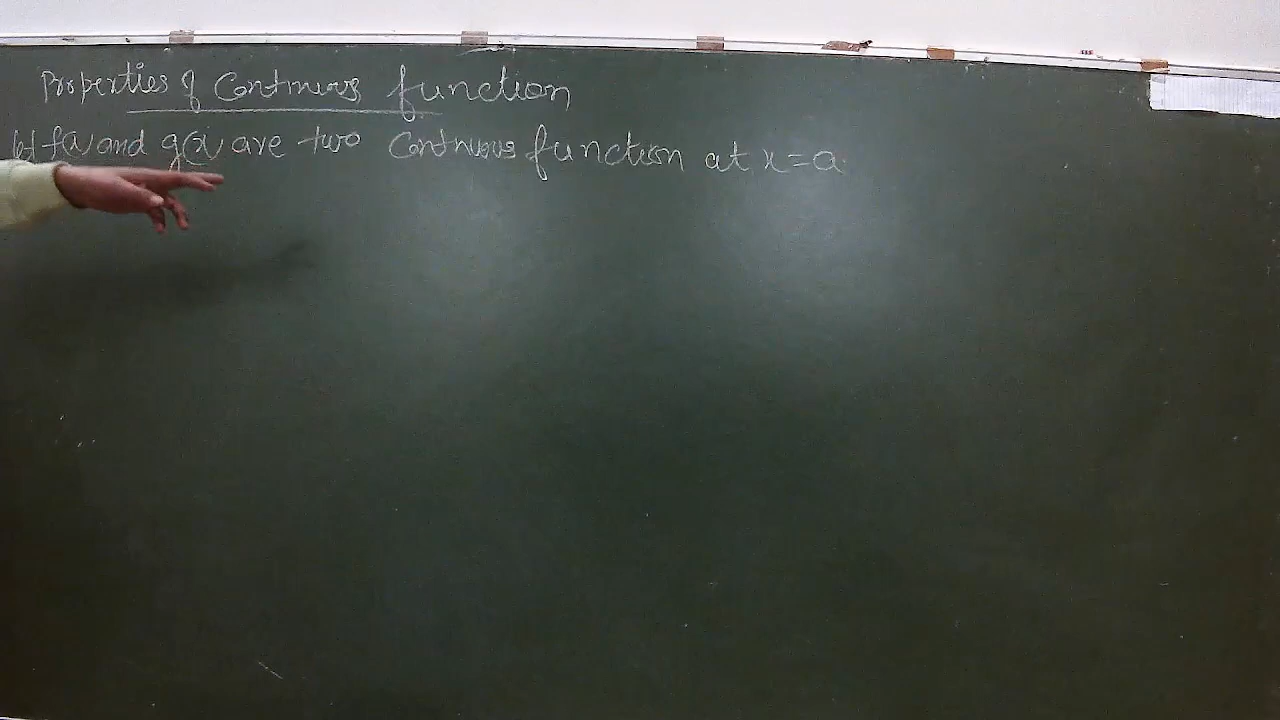 Properties of Continuous function
let f(x) and g(x) are two Continuous function at x=a